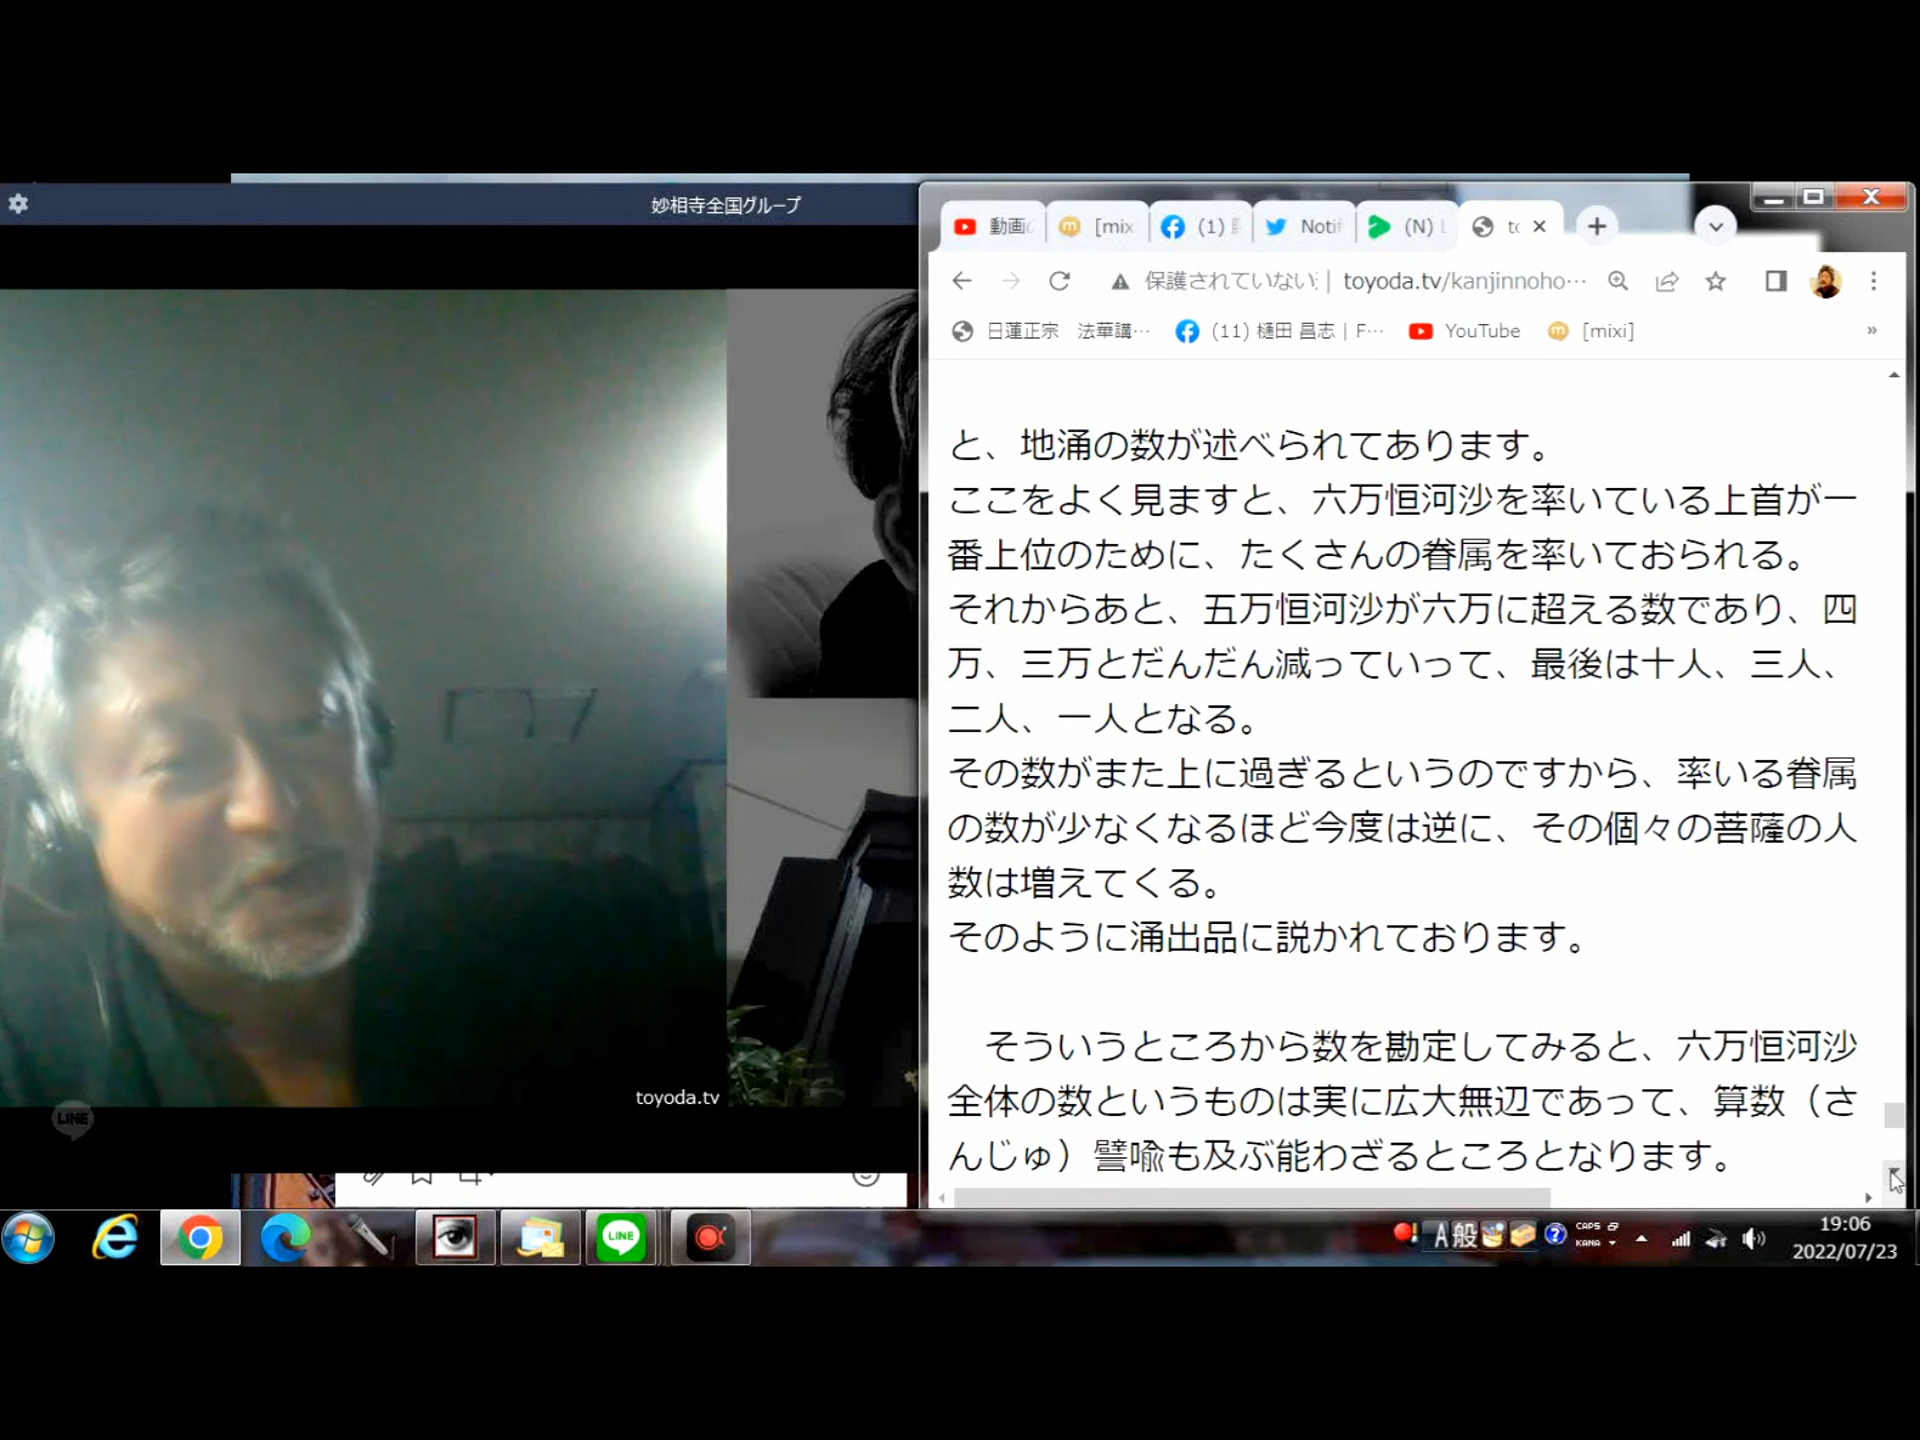 妙相寺全国グループ
動画
[mix
(1)
Notif
(N)
保護されていない
toyoda.tv/kanjinnoho…
日蓮正宗 法華講…
(11) 樋田 昌志 | F…
YouTube
[mixi]
»
と、地涌の数が述べられてあります。
ここをよく見ますと、六万恒河沙を率いている上首が一
番上位のために、たくさんの眷属を率いておられる。
それからあと、五万恒河沙が六万に超える数であり、四
万、三万とだんだん減っていって、最後は十人、三人、
二人、一人となる。
その数がまた上に過ぎるというのですから、率いる眷属
の数が少なくなるほど今度は逆に、その個々の菩薩の人
数は増えてくる。
そのように涌出品に説かれております。
そういうところから数を勘定してみると、六万恒河沙
全体の数というものは実に広大無辺であって、算数（さ
んじゅ）譬喩も及ぶ能わざるところとなります。
toyoda.tv
LINE
LINE
A般
CAPS
KANA
19:06
2022/07/23